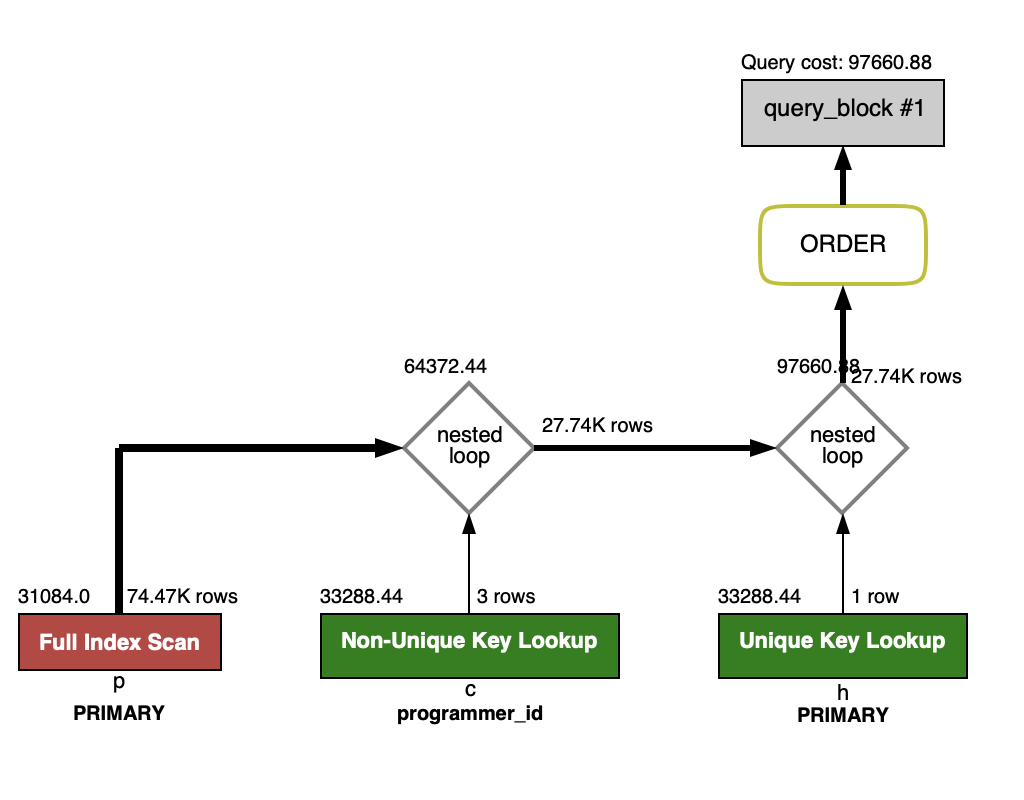 Query cost: 97660.88
query_block #1
ORDER
64372.44
97660.88
27.74K rows
nested
loop
27.74K rows
nested
loop
31084.0
74.47K rows
33288.44
3 rows
33288.44
1 row
Full Index Scan
Non-Unique Key Lookup
Unique Key Lookup
p
c
h
PRIMARY
programmer_id
PRIMARY